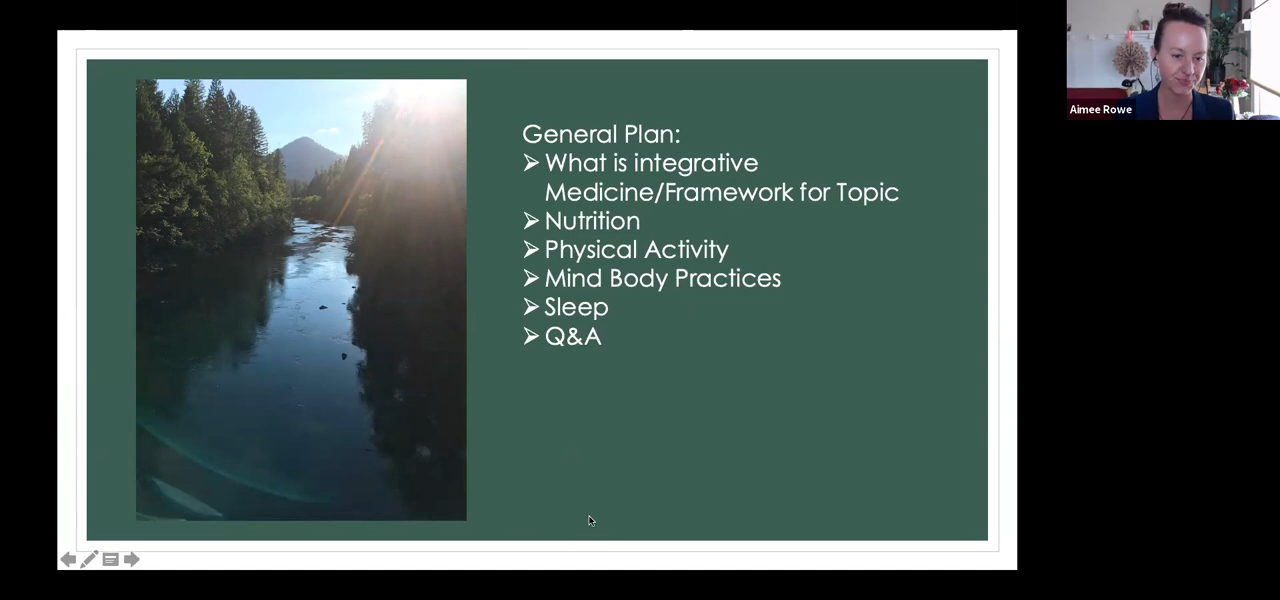 General Plan:
➢ What is integrative
Medicine/Framework for Topic
➢ Nutrition
➢ Physical Activity
➢ Mind Body Practices
➢ Sleep
➢ Q&A
Aimee Rowe